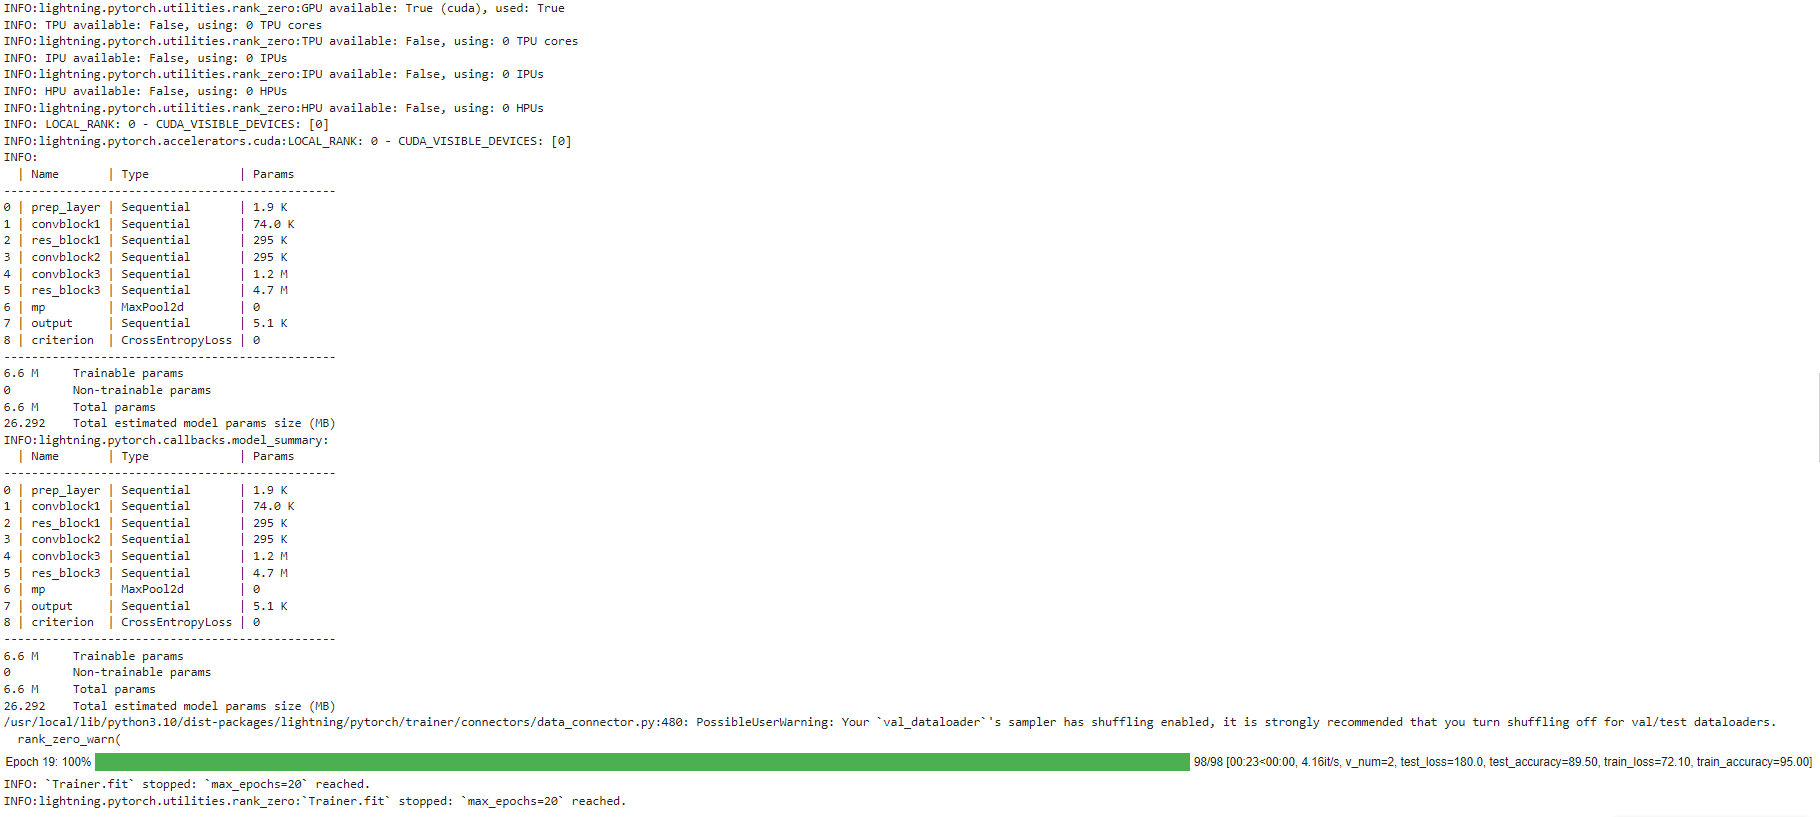 INFO:lightning.pytorch.utilities.rank_zero:GPU available: True (cuda), used: True
INFO: TPU available: False, using: 0 TPU cores
INFO:lightning.pytorch.utilities.rank_zero:TPU available: False, using: 0 TPU cores
INFO: IPU available: False, using: 0 IPUs
INFO:lightning.pytorch.utilities.rank_zero:IPU available: False, using: 0 IPUs
INFO: HPU available: False, using: 0 HPUs
INFO:lightning.pytorch.utilities.rank_zero:HPU available: False, using: 0 HPUs
INFO: LOCAL_RANK: 0 - CUDA_VISIBLE_DEVICES: [0]
INFO:lightning.pytorch.accelerators.cuda:LOCAL_RANK: 0 - CUDA_VISIBLE_DEVICES: [0]
INFO:
  | Name       | Type             | Params
------------------------------------------------
0 | prep_layer | Sequential       | 1.9 K
1 | convblock1 | Sequential       | 74.0 K
2 | res_block1 | Sequential       | 295 K
3 | convblock2 | Sequential       | 295 K
4 | convblock3 | Sequential       | 1.2 M
5 | res_block3 | Sequential       | 4.7 M
6 | mp         | MaxPool2d        | 0
7 | output     | Sequential       | 5.1 K
8 | criterion  | CrossEntropyLoss | 0
------------------------------------------------
6.6 M     Trainable params
0         Non-trainable params
6.6 M     Total params
26.292    Total estimated model params size (MB)
INFO:lightning.pytorch.callbacks.model_summary:
  | Name       | Type             | Params
------------------------------------------------
0 | prep_layer | Sequential       | 1.9 K
1 | convblock1 | Sequential       | 74.0 K
2 | res_block1 | Sequential       | 295 K
3 | convblock2 | Sequential       | 295 K
4 | convblock3 | Sequential       | 1.2 M
5 | res_block3 | Sequential       | 4.7 M
6 | mp         | MaxPool2d        | 0
7 | output     | Sequential       | 5.1 K
8 | criterion  | CrossEntropyLoss | 0
------------------------------------------------
6.6 M     Trainable params
0         Non-trainable params
6.6 M     Total params
26.292    Total estimated model params size (MB)
/usr/local/lib/python3.10/dist-packages/lightning/pytorch/trainer/connectors/data_connector.py:480: PossibleUserWarning: Your `val_dataloader`'s sampler has shuffling enabled, it is strongly recommended that you turn shuffling off for val/test dataloaders.
  rank_zero_warn(
Epoch 19: 100% 98/98 [00:23<00:00, 4.16it/s, v_num=2, test_loss=180.0, test_accuracy=89.50, train_loss=72.10, train_accuracy=95.00]
INFO: `Trainer.fit` stopped: `max_epochs=20` reached.
INFO:lightning.pytorch.utilities.rank_zero:`Trainer.fit` stopped: `max_epochs=20` reached.